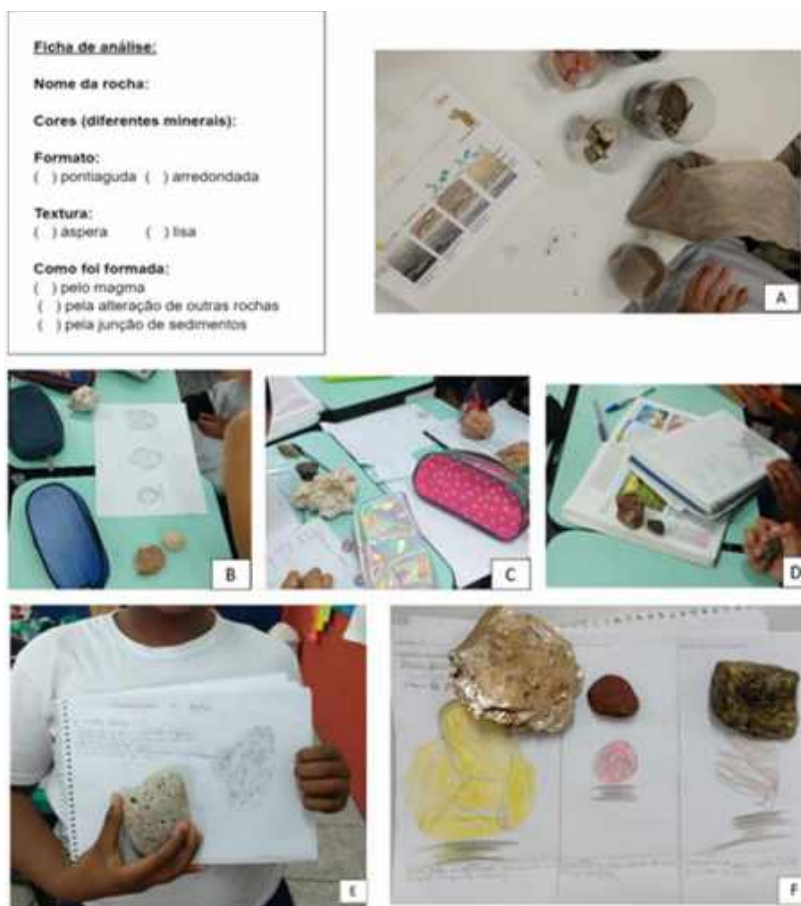 Ficha de análise:
Nome da rocha:
Cores (diferentes minerais):
Formato:
( ) pontiaguda ( ) arredondada
Textura:
( ) áspera ( ) lisa
Como foi formada:
( ) pelo magma
( ) pela alteração de outras rochas
( ) pela junção de sedimentos
A
B
C
D
E
F